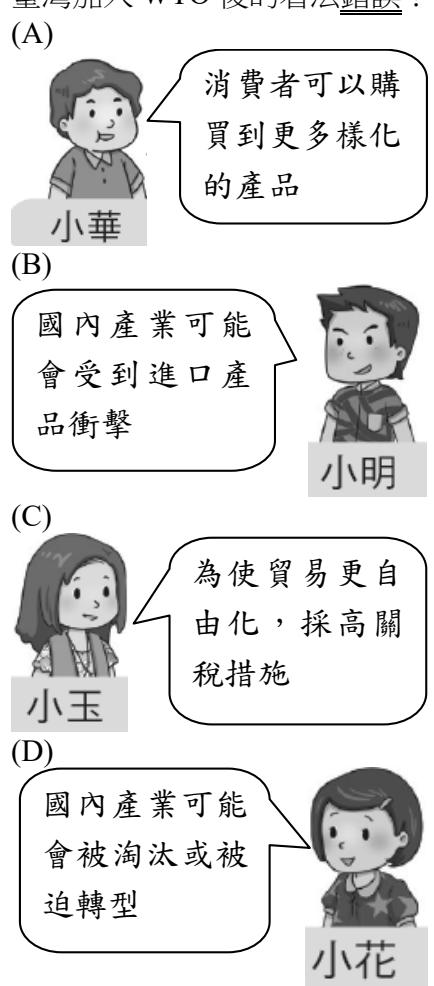 臺灣加入 WTO 後的看法錯誤？
(A)
消費者可以購
買到更多樣化
的產品
小華
(B)
國內產業可能
會受到進口產
品衝擊
小明
(C)
為使貿易更自
由化，採高關
稅措施
小玉
(D)
國內產業可能
會被淘汰或被
迫轉型
小花